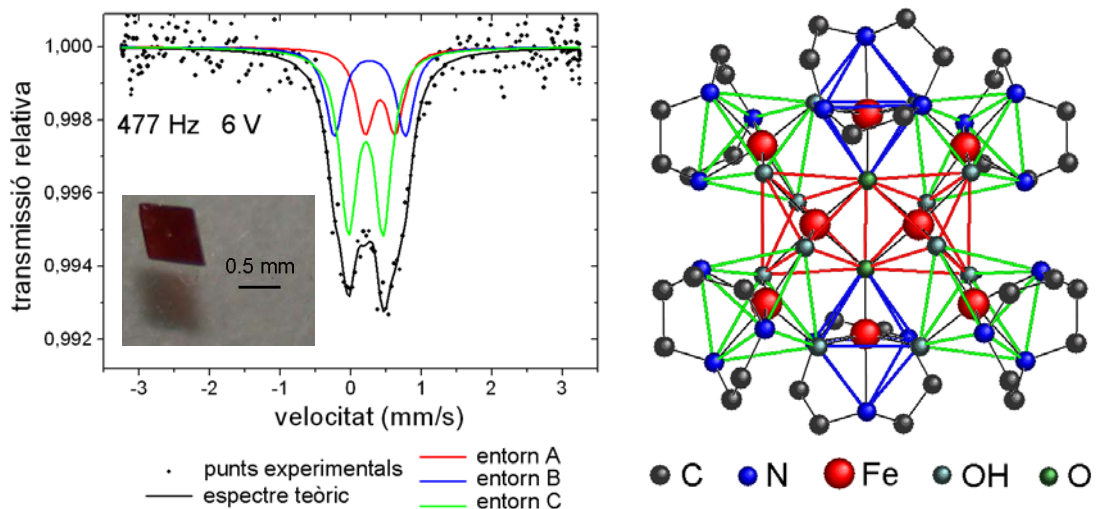 1,000
0,998
0,996
0,994
0,992
transmissió relativa
477 Hz 6 V
0.5 mm
-3 -2 -1 0 1 2 3
velocitat (mm/s)
punts experimentals
espectre teòric
entorn A
entorn B
entorn C
C N Fe OH O